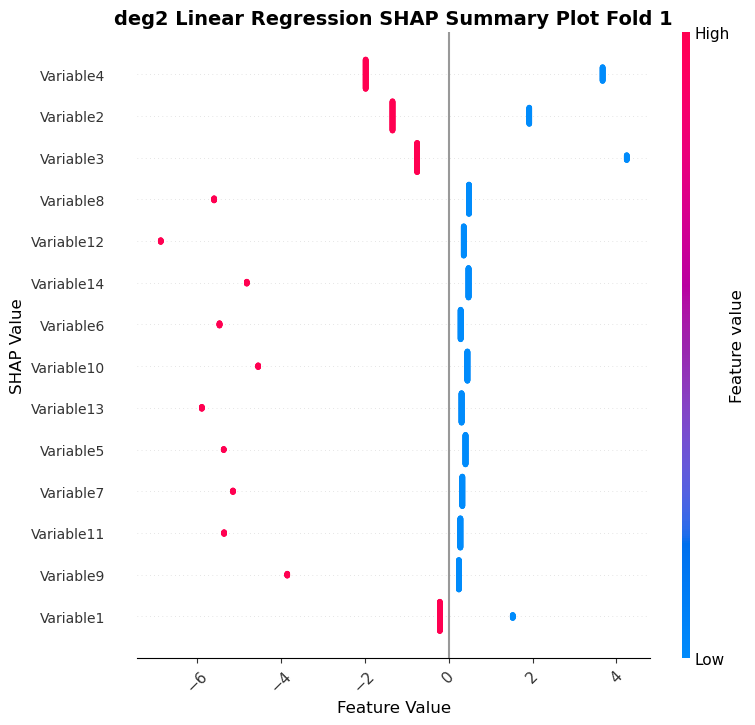 deg2 Linear Regression SHAP Summary Plot Fold 1
High
Variable4
Variable2
Variable3
Variable8
Variable12
Variable14
Variable6
Variable10
Variable13
Variable5
Variable7
Variable11
Variable9
Variable1
SHAP Value
Feature value
Low
−6
−4
−2
0
2
4
Feature Value